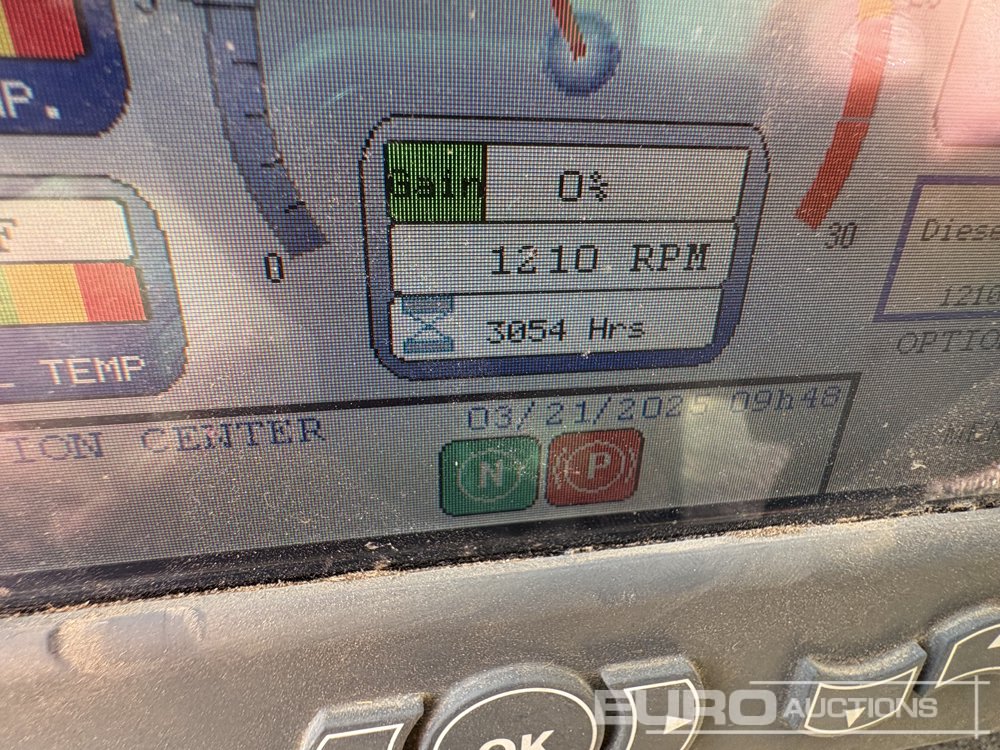 P.
F
0
Gain 0%
1210 RPM
3054 Hrs
30
Diese
1210
OPTIO
L TEMP
ION CENTER
03/21/202 09h48
N
P
OK
EURO AUCTIONS